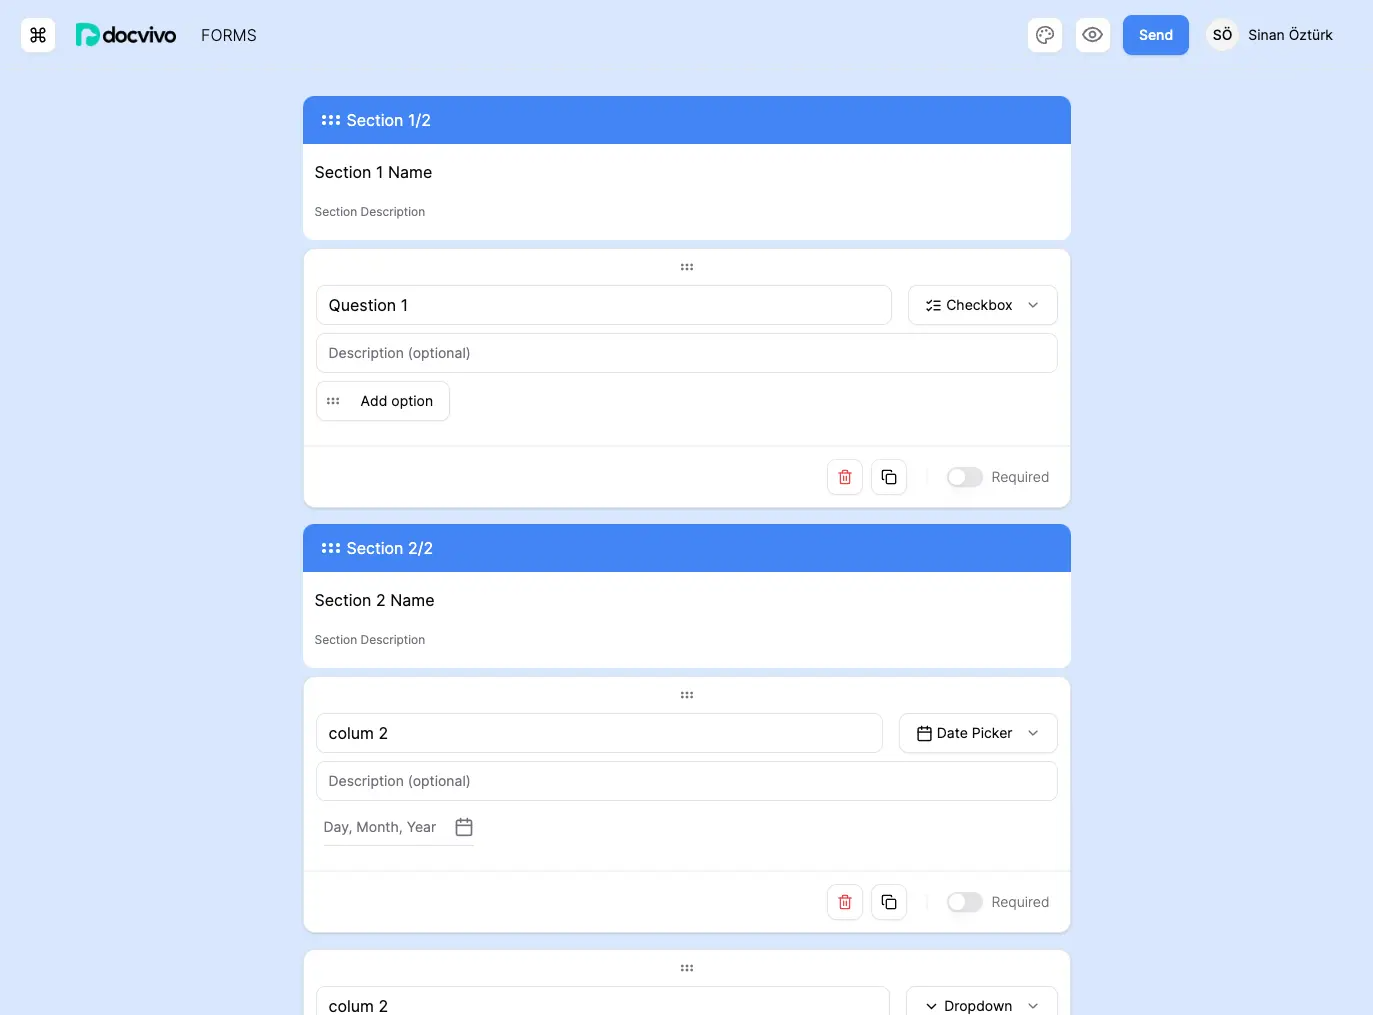 docvivo FORMS Send SÖ Sinan Öztürk
Section 1/2
Section 1 Name
Section Description
Question 1 Checkbox
Description (optional)
Add option
Required
Section 2/2
Section 2 Name
Section Description
colum 2 Date Picker
Description (optional)
Day, Month, Year
Required
colum 2 Dropdown